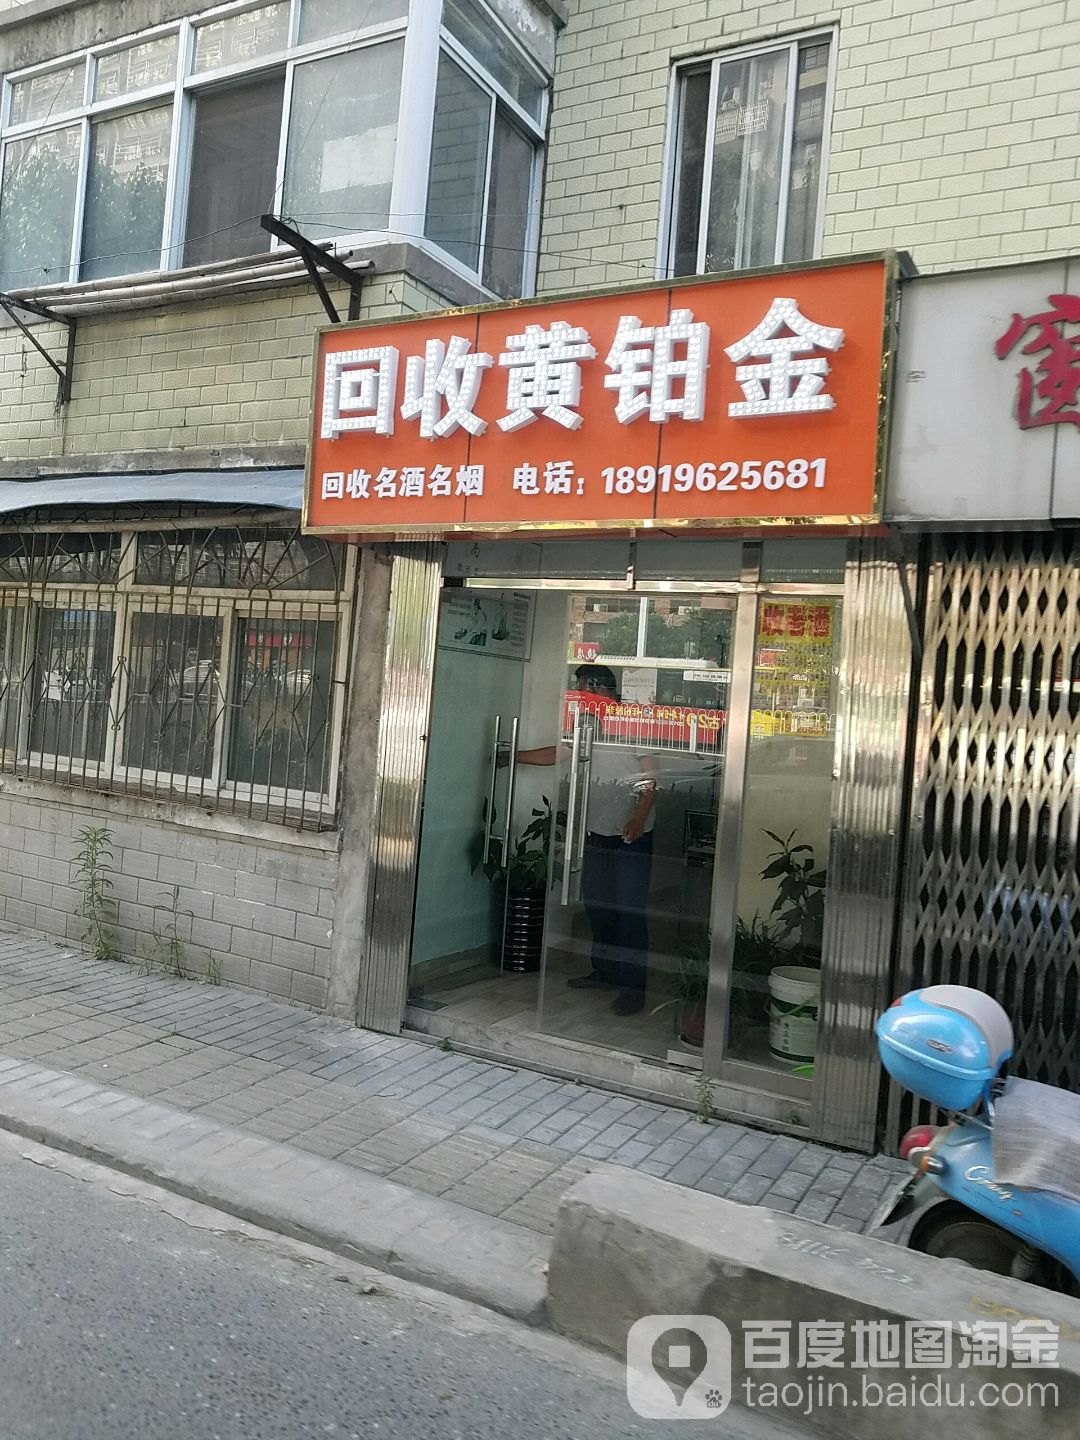 回收黄铂金
回收名酒名烟 电话：18919625681
窗
收老酒
百度地图淘金
taojin.baidu.com